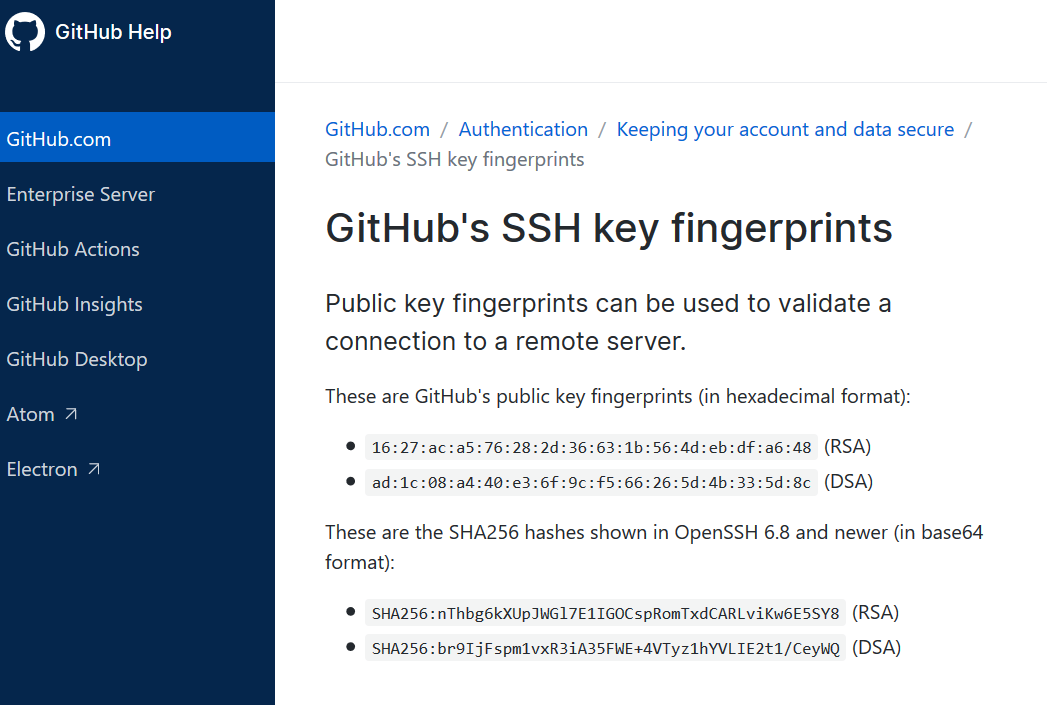 GitHub Help
GitHub.com
Enterprise Server
GitHub Actions
GitHub Insights
GitHub Desktop
Atom
Electron
GitHub.com / Authentication / Keeping your account and data secure /
GitHub's SSH key fingerprints
GitHub's SSH key fingerprints
Public key fingerprints can be used to validate a
connection to a remote server.
These are GitHub's public key fingerprints (in hexadecimal format):
16:27:ac:a5:76:28:2d:36:63:1b:56:4d:eb:df:a6:48 (RSA)
ad:1c:08:a4:40:e3:6f:9c:f5:66:26:5d:4b:33:5d:8c (DSA)
These are the SHA256 hashes shown in OpenSSH 6.8 and newer (in base64
format):
SHA256:nThbg6kXUpJWGl7E1IGOCspRomTxdCARLviKw6E5SY8 (RSA)
SHA256:br9IjFspm1vxR3iA35FWE+4VTyz1hYVLIE2t1/CeyWQ (DSA)